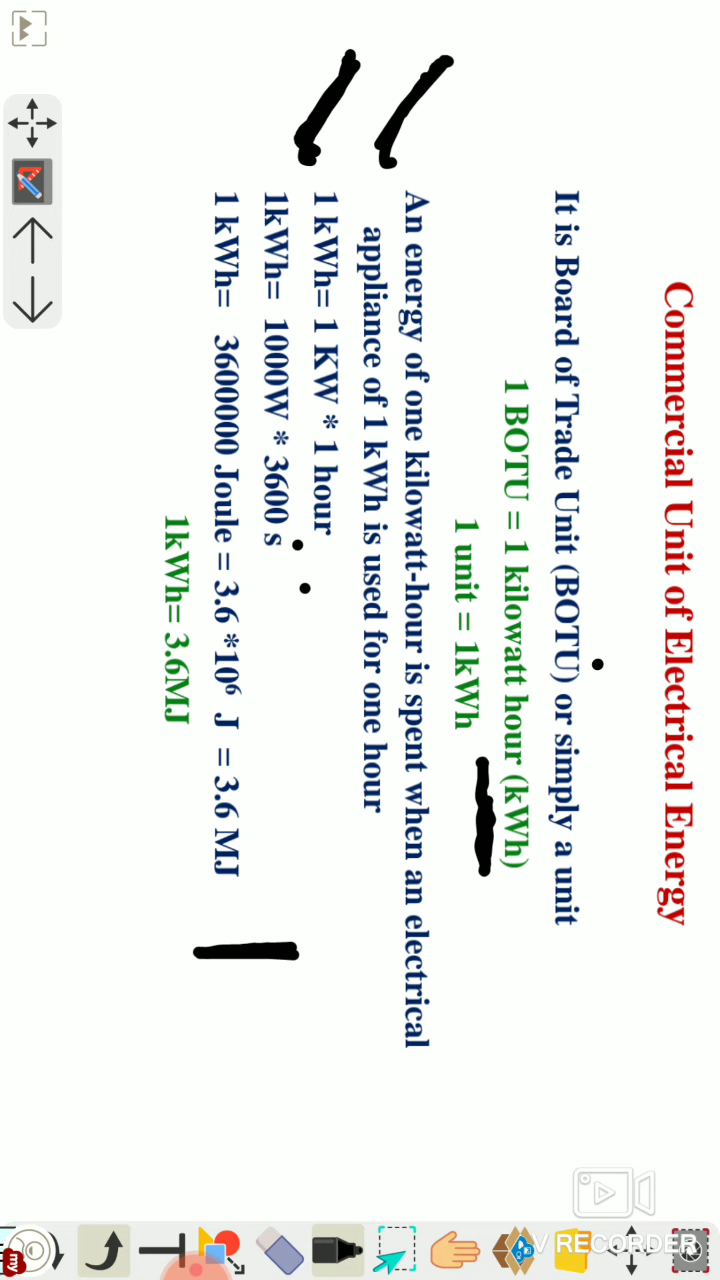 Commercial Unit of Electrical Energy
It is Board of Trade Unit (BOTU) or simply a unit
1 BOTU = 1 kilowatt hour (kWh)
1 unit = 1kWh
An energy of one kilowatt-hour is spent when an electrical
appliance of 1 kWh is used for one hour
1 kWh= 1 KW * 1 hour
1kWh= 1000W * 3600 s
1 kWh= 3600000 Joule = 3.6 *10⁶ J = 3.6 MJ
1kWh= 3.6MJ
V RECORDER
my